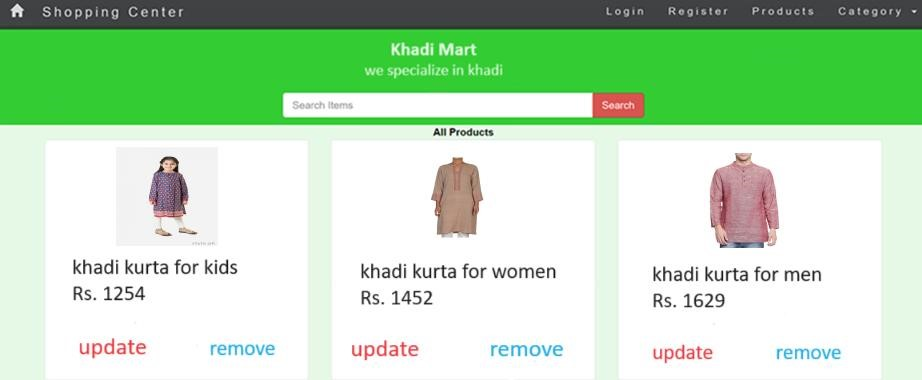 Shopping Center Login Register Products Category
Khadi Mart
we specialize in khadi
Search Items Search
All Products
khadi kurta for kids
Rs. 1254
update remove
khadi kurta for women
Rs. 1452
update remove
khadi kurta for men
Rs. 1629
update remove